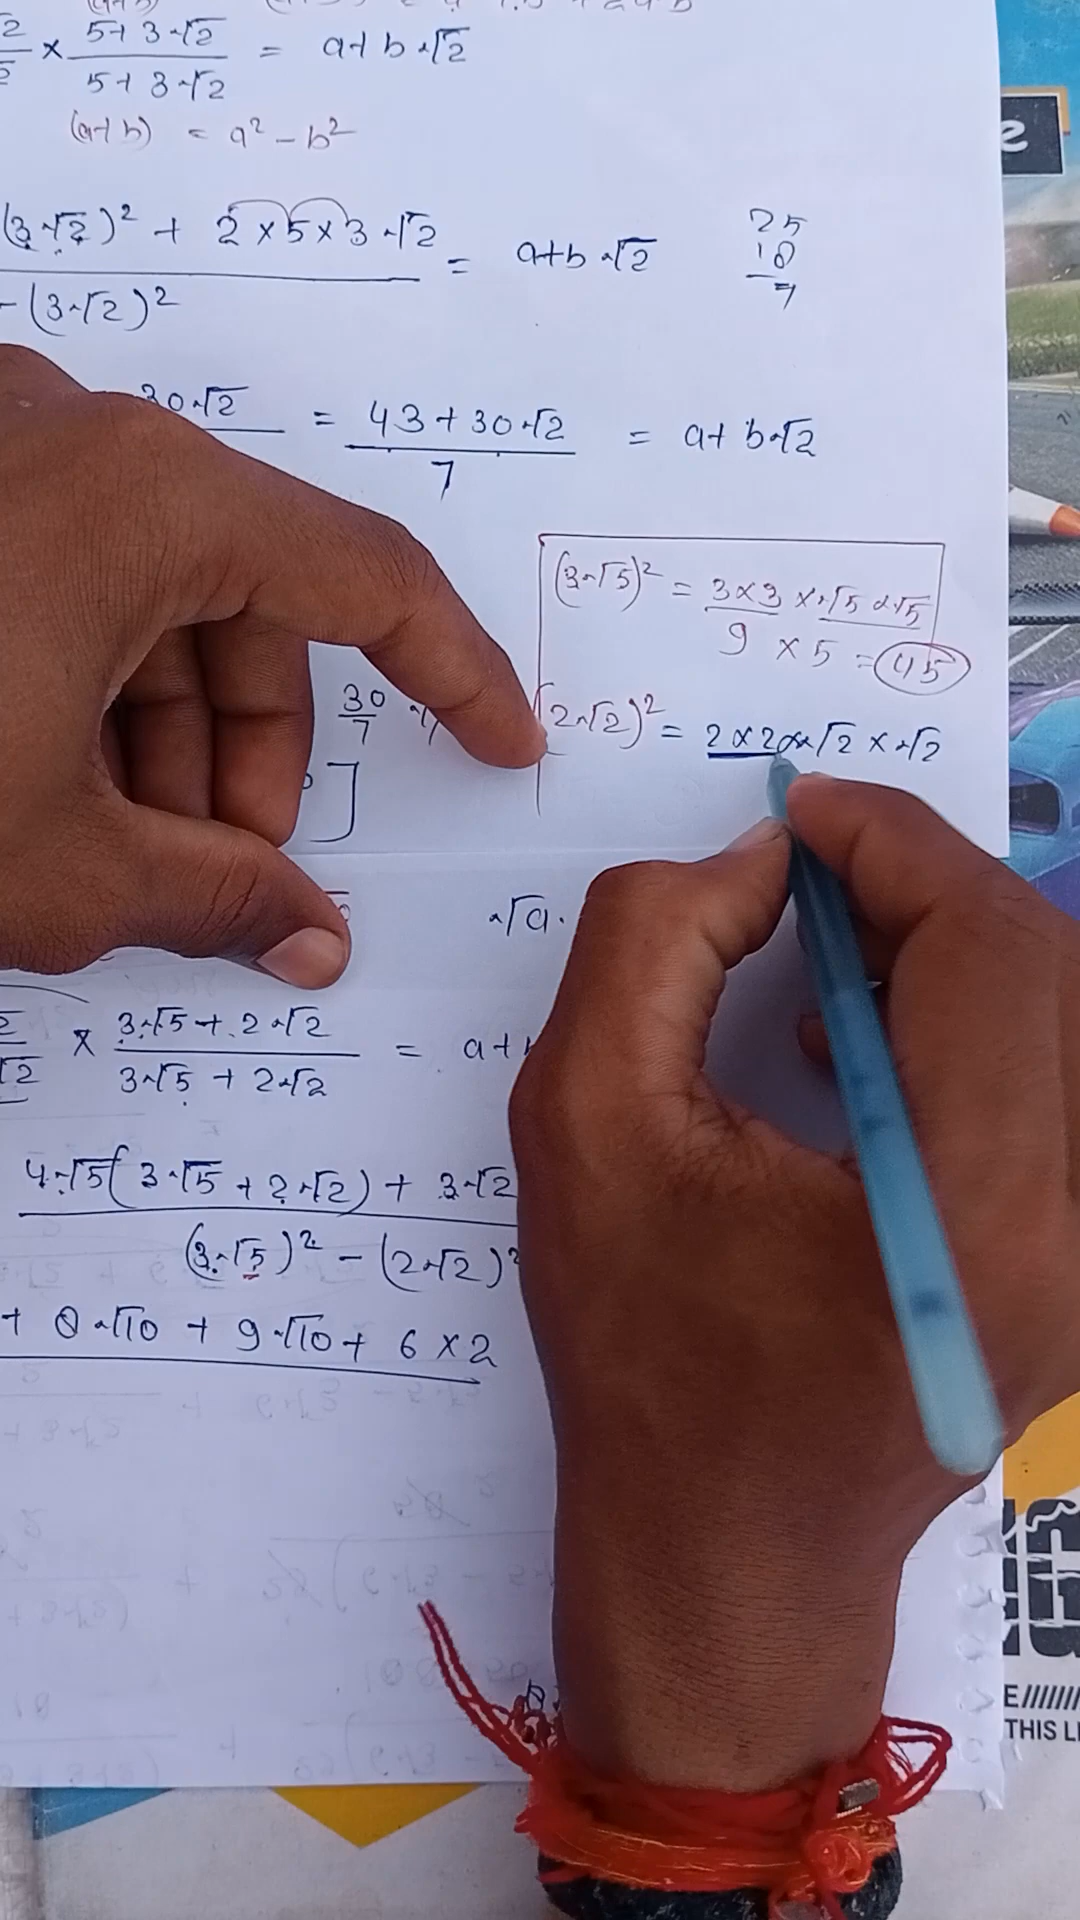 × 5+3√2 / 5+3√2 = a+b√2
(a+b) = a² - b²
(3√2)² + 2×5×3√2 / -(3√2)² = a+b√2
25
18
7
30√2 = 43+30√2 / 7 = a+b√2
(3√5)² = 3×3×√5×√5
9 × 5 = 45
30/7
(2√2)² = 2×2×√2×√2
]
√a.
√2 × 3√5+2√2 / 3√5+2√2 = a+
4√5(3√5+2√2) + 3√2
(3√5)² - (2√2)²
+ 8√10 + 9√10 + 6×2
e
E///////
THIS LI